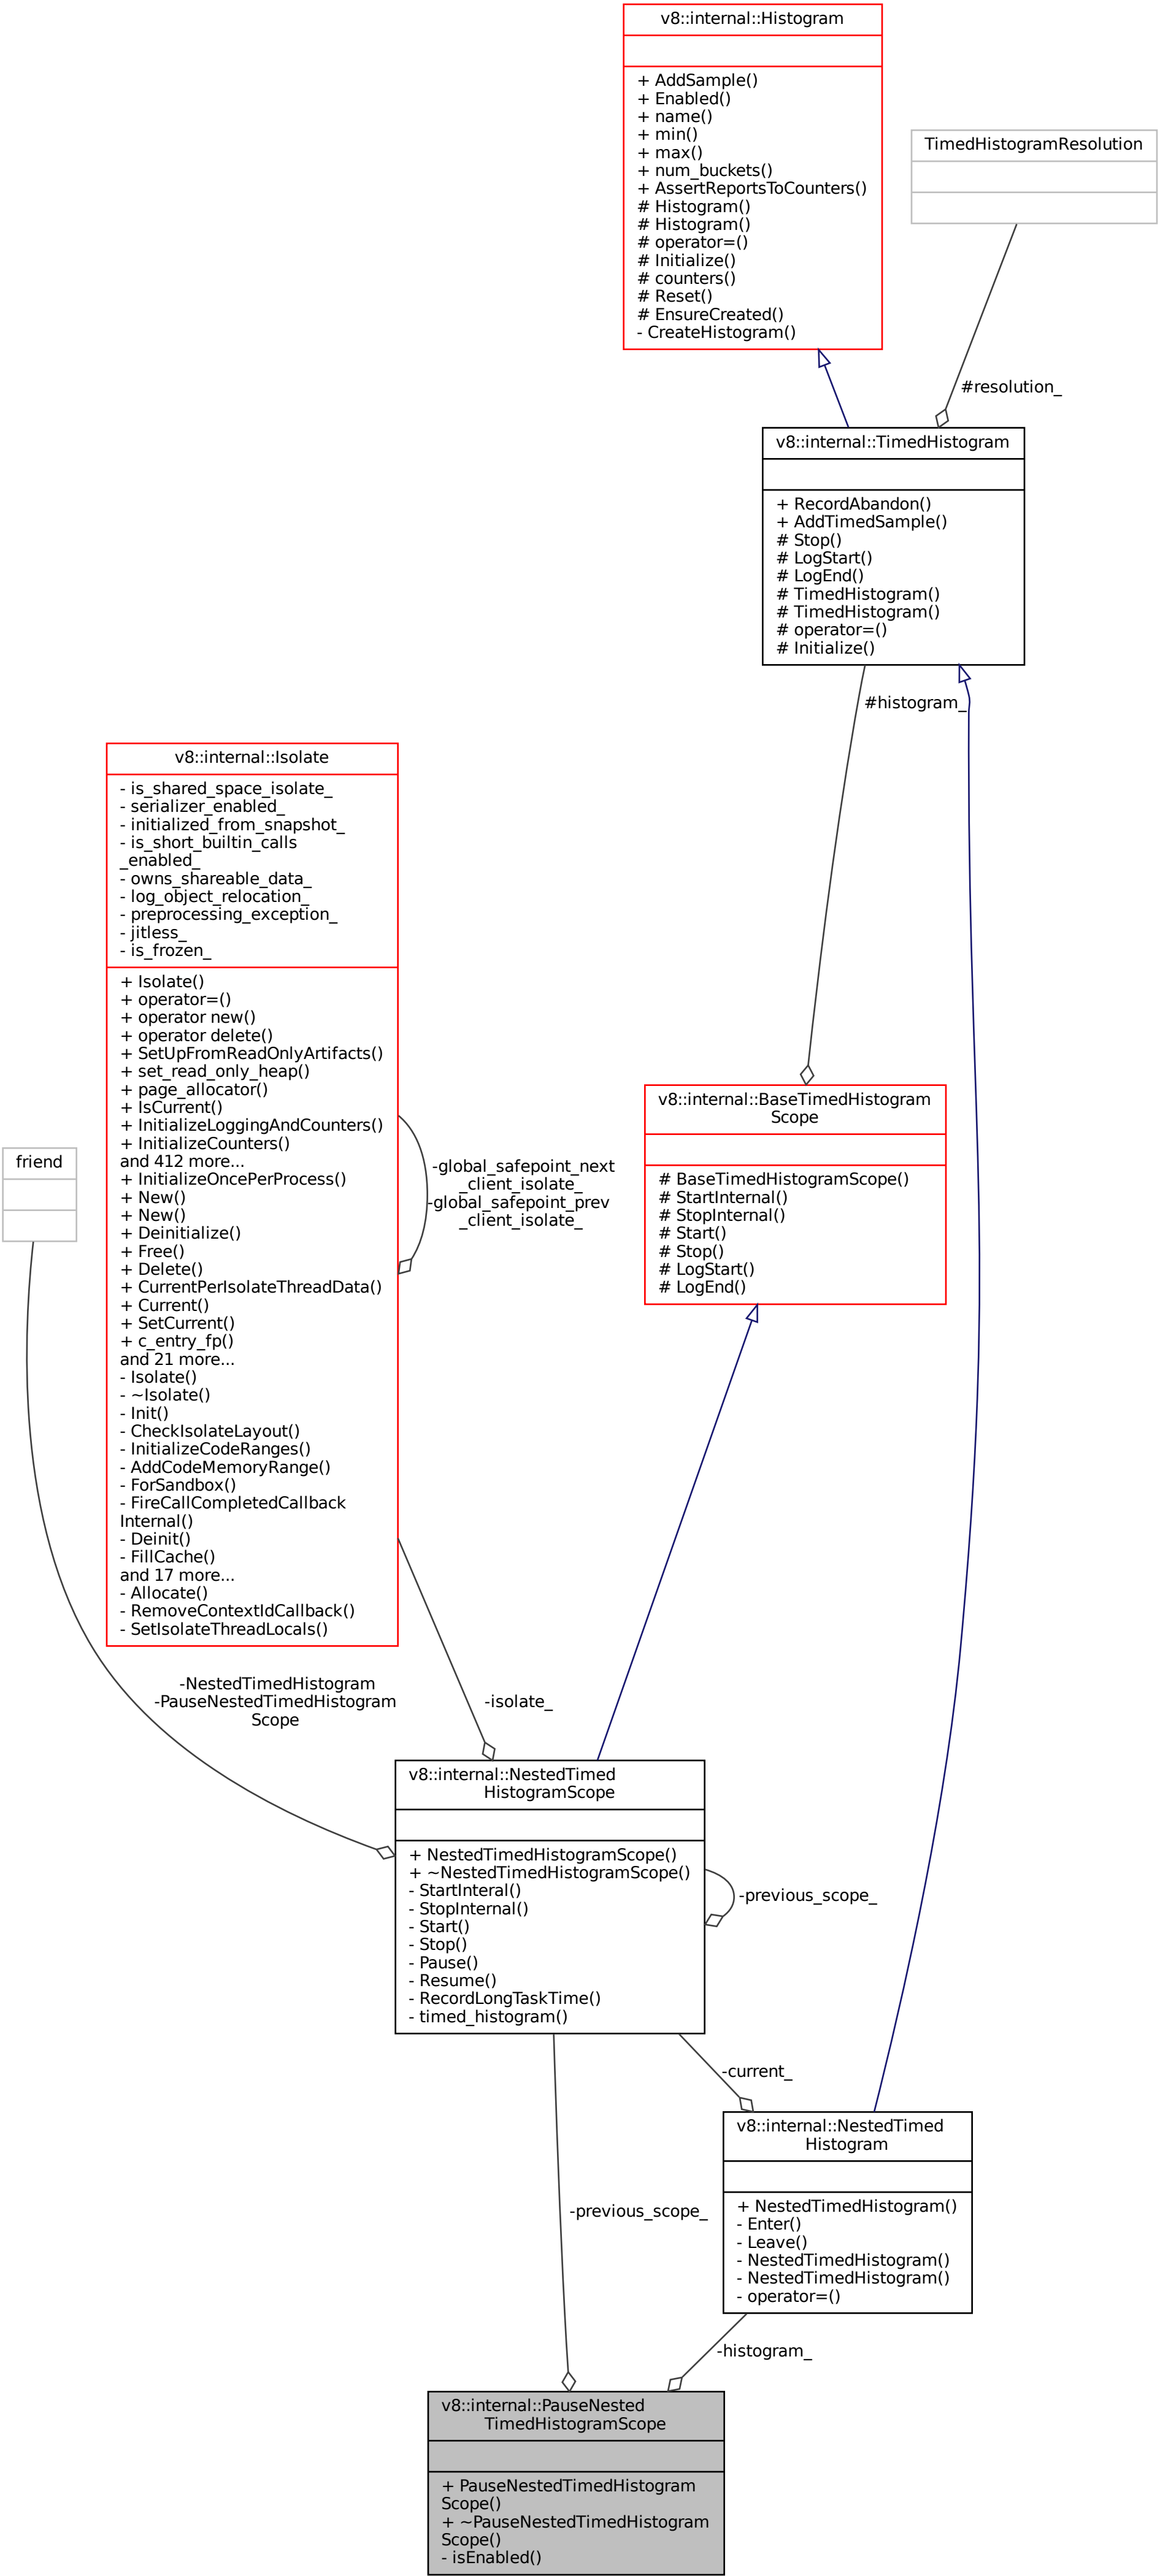 v8::internal::Histogram
+ AddSample()
+ Enabled()
+ name()
+ min()
+ max()
+ num_buckets()
+ AssertReportsToCounters()
# Histogram()
# Histogram()
# operator=()
# Initialize()
# counters()
# Reset()
# EnsureCreated()
- CreateHistogram()
TimedHistogramResolution
#resolution_
v8::internal::TimedHistogram
+ RecordAbandon()
+ AddTimedSample()
# Stop()
# LogStart()
# LogEnd()
# TimedHistogram()
# TimedHistogram()
# operator=()
# Initialize()
#histogram_
v8::internal::Isolate
- is_shared_space_isolate_
- serializer_enabled_
- initialized_from_snapshot_
- is_short_builtin_calls
_enabled_
- owns_shareable_data_
- log_object_relocation_
- preprocessing_exception_
- jitless_
- is_frozen_
+ Isolate()
+ operator=()
+ operator new()
+ operator delete()
+ SetUpFromReadOnlyArtifacts()
+ set_read_only_heap()
+ page_allocator()
+ IsCurrent()
+ InitializeLoggingAndCounters()
+ InitializeCounters()
and 412 more...
+ InitializeOncePerProcess()
+ New()
+ New()
+ Deinitialize()
+ Free()
+ Delete()
+ CurrentPerIsolateThreadData()
+ Current()
+ SetCurrent()
+ c_entry_fp()
and 21 more...
- Isolate()
- ~Isolate()
- Init()
- CheckIsolateLayout()
- InitializeCodeRanges()
- AddCodeMemoryRange()
- ForSandbox()
- FireCallCompletedCallback
Internal()
- Deinit()
- FillCache()
and 17 more...
- Allocate()
- RemoveContextIdCallback()
- SetIsolateThreadLocals()
-global_safepoint_next
_client_isolate_
-global_safepoint_prev
_client_isolate_
v8::internal::BaseTimedHistogram
Scope
# BaseTimedHistogramScope()
# StartInternal()
# StopInternal()
# Start()
# Stop()
# LogStart()
# LogEnd()
friend
-NestedTimedHistogram
-PauseNestedTimedHistogram
Scope
-isolate_
v8::internal::NestedTimed
HistogramScope
+ NestedTimedHistogramScope()
+ ~NestedTimedHistogramScope()
- StartInteral()
- StopInternal()
- Start()
- Stop()
- Pause()
- Resume()
- RecordLongTaskTime()
- timed_histogram()
-previous_scope_
-current_
v8::internal::NestedTimed
Histogram
+ NestedTimedHistogram()
- Enter()
- Leave()
- NestedTimedHistogram()
- NestedTimedHistogram()
- operator=()
-previous_scope_
-histogram_
v8::internal::PauseNested
TimedHistogramScope
+ PauseNestedTimedHistogram
Scope()
+ ~PauseNestedTimedHistogram
Scope()
- isEnabled()